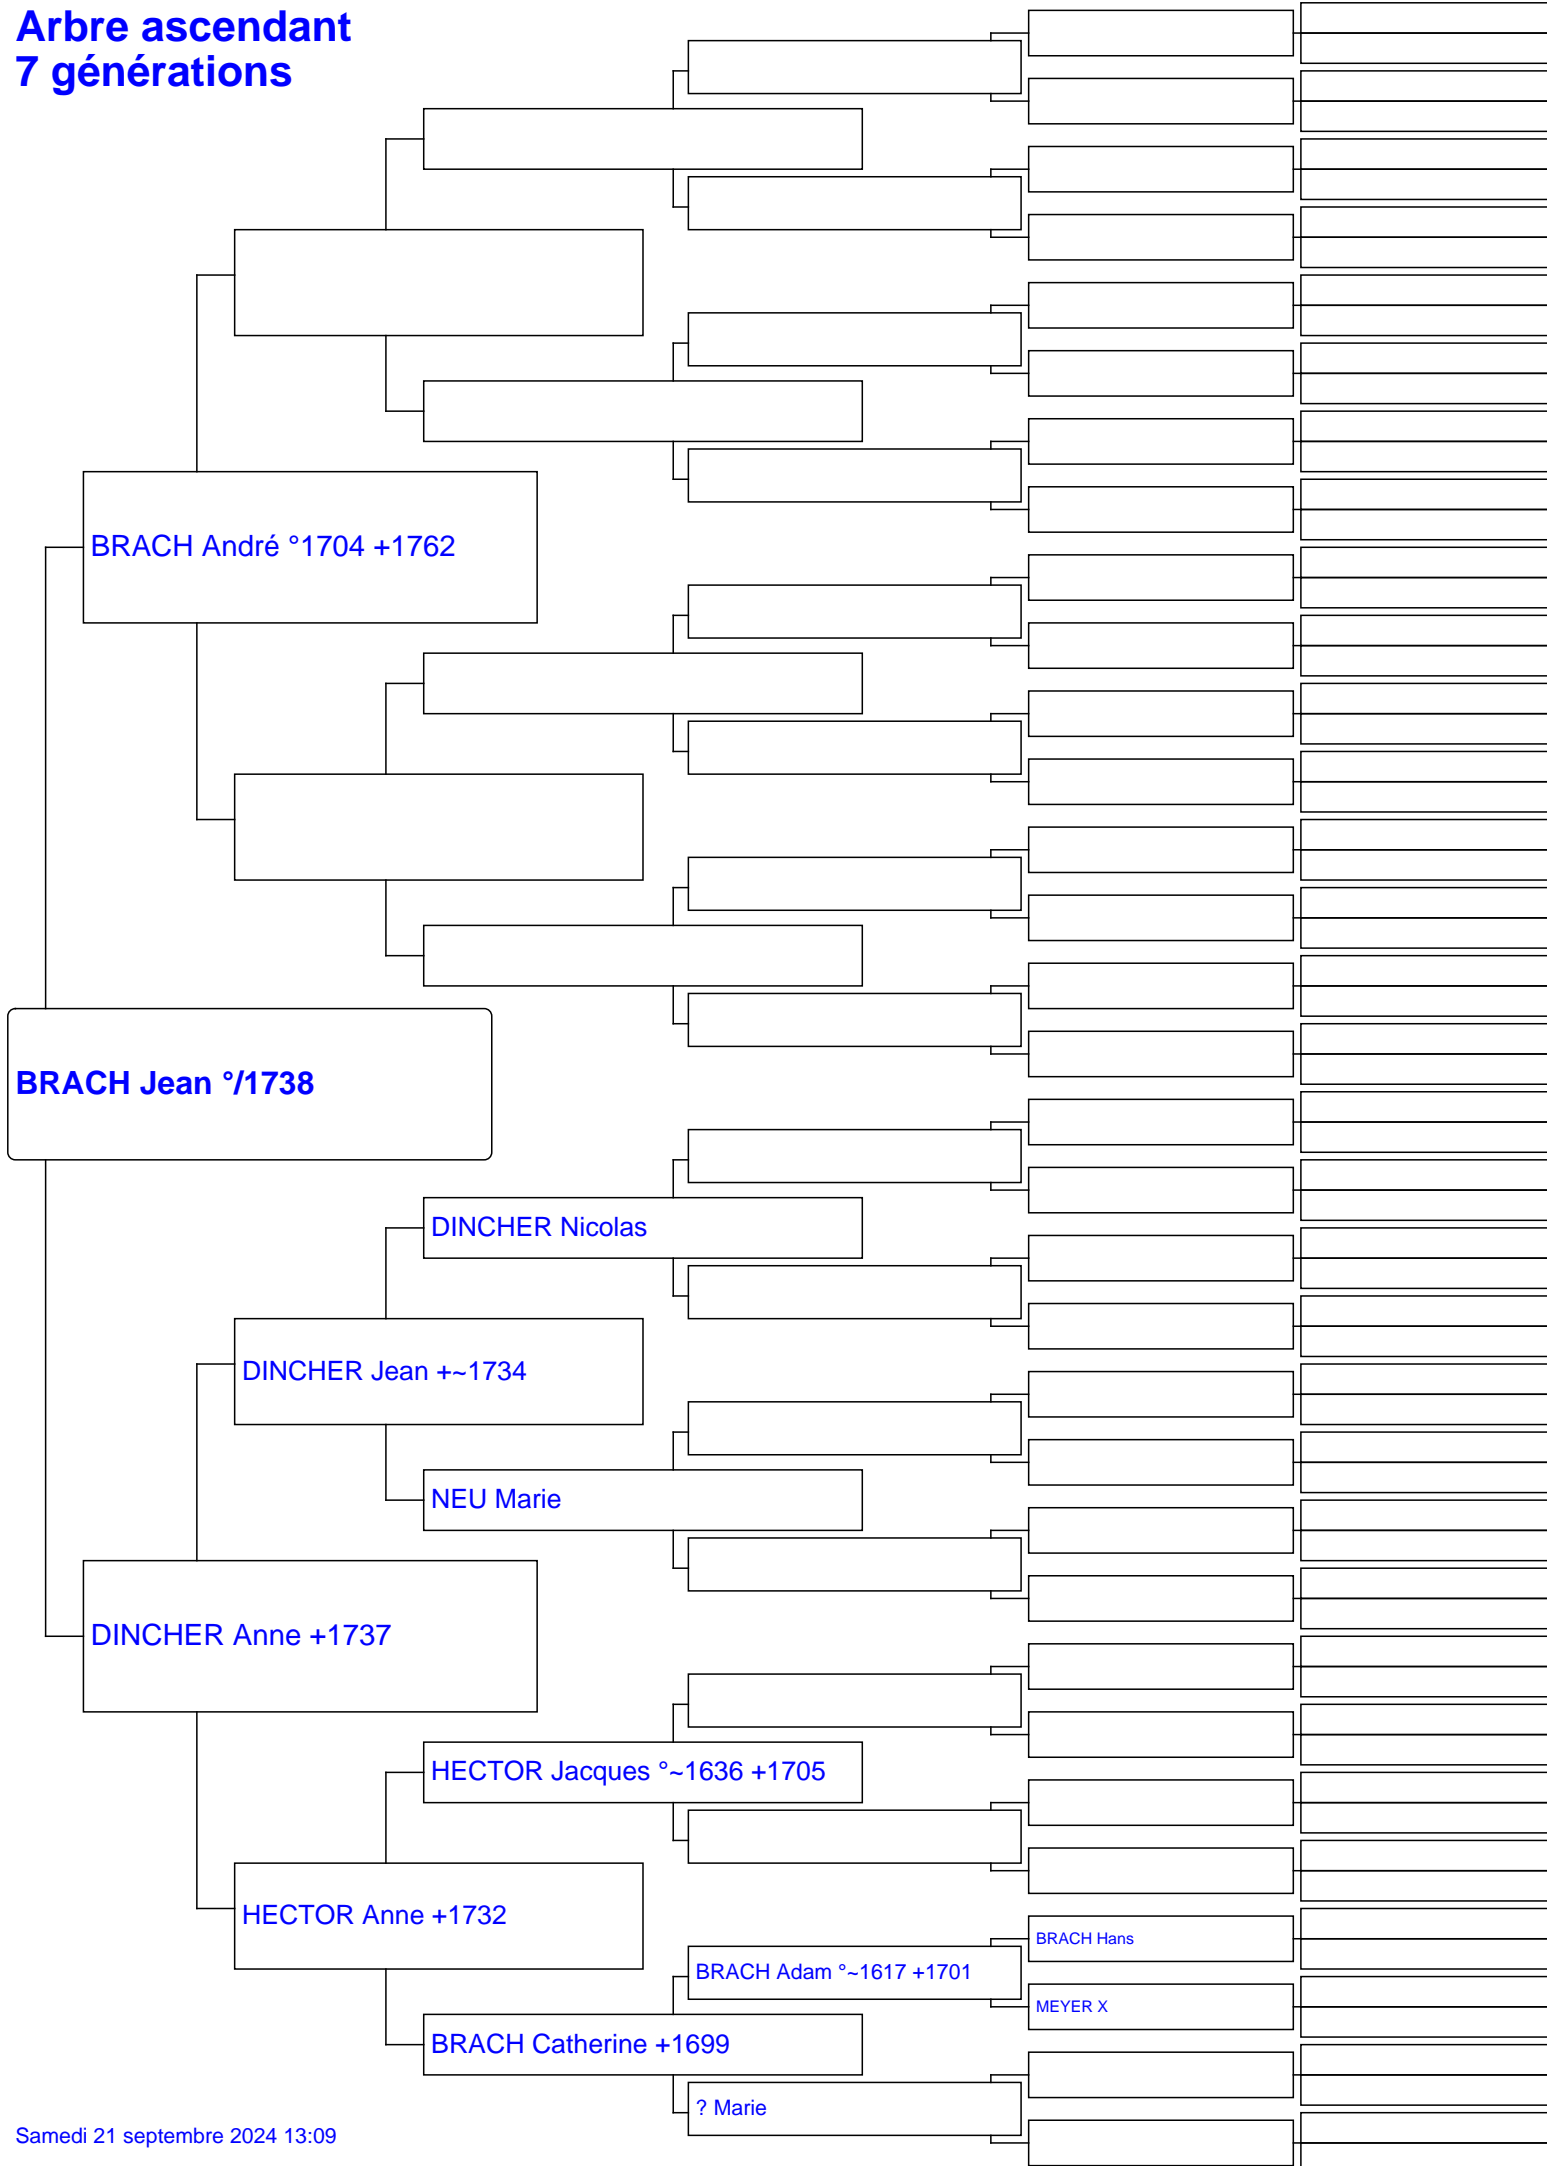 Arbre ascendant
7 générations
BRACH André °1704 +1762
BRACH Jean °/1738
DINCHER Nicolas
DINCHER Jean +~1734
NEU Marie
DINCHER Anne +1737
HECTOR Jacques °~1636 +1705
HECTOR Anne +1732
BRACH Hans
BRACH Adam °~1617 +1701
MEYER X
BRACH Catherine +1699
? Marie
Samedi 21 septembre 2024 13:09